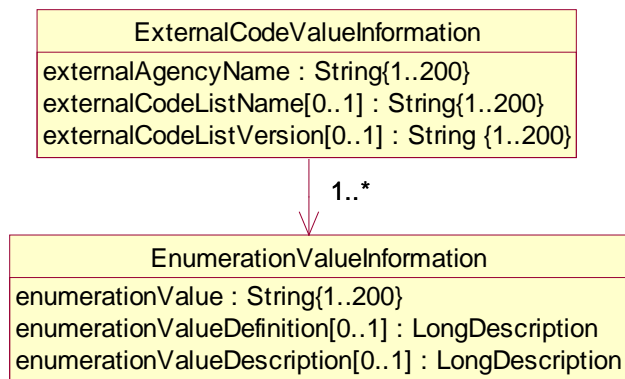 ExternalCodeValueInformation
externalAgencyName : String{1..200}
externalCodeListName[0..1] : String{1..200}
externalCodeListVersion[0..1] : String {1..200}
1..*
EnumerationValueInformation
enumerationValue : String{1..200}
enumerationValueDefinition[0..1] : LongDescription
enumerationValueDescription[0..1] : LongDescription